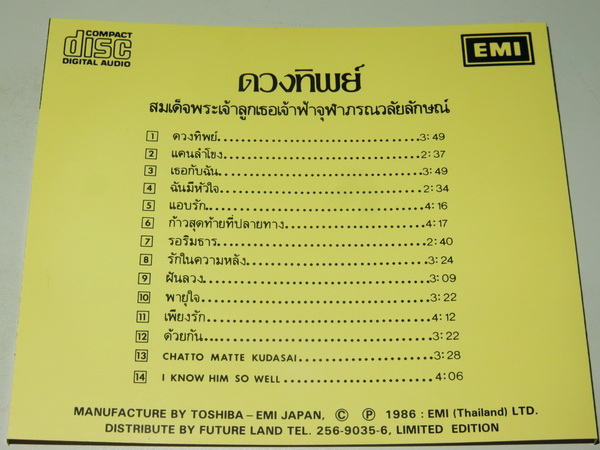 COMPACT
disc
DIGITAL AUDIO
EMI
ดวงทิพย์
สมเด็จพระเจ้าลูกเธอเจ้าฟ้าจุฬาภรณวลัยลักษณ์
1 ดวงทิพย์ 3:49
2 แคนลำโขง 2:37
3 เธอกับฉัน 3:49
4 ฉันมีหัวใจ 2:34
5 แอบรัก 4:16
6 ก้าวสุดท้ายที่ปลายทาง 4:17
7 รอริมธาร 2:40
8 รักในความหลัง 3:24
9 ฝันลวง 3:09
10 พายุใจ 3:22
11 เพียงรัก 4:12
12 ด้วยกัน 3:22
13 CHATTO MATTE KUDASAI 3:28
14 I KNOW HIM SO WELL 4:06
MANUFACTURE BY TOSHIBA – EMI JAPAN, © ℗ 1986 : EMI (Thailand) LTD.
DISTRIBUTE BY FUTURE LAND TEL. 256-9035-6, LIMITED EDITION